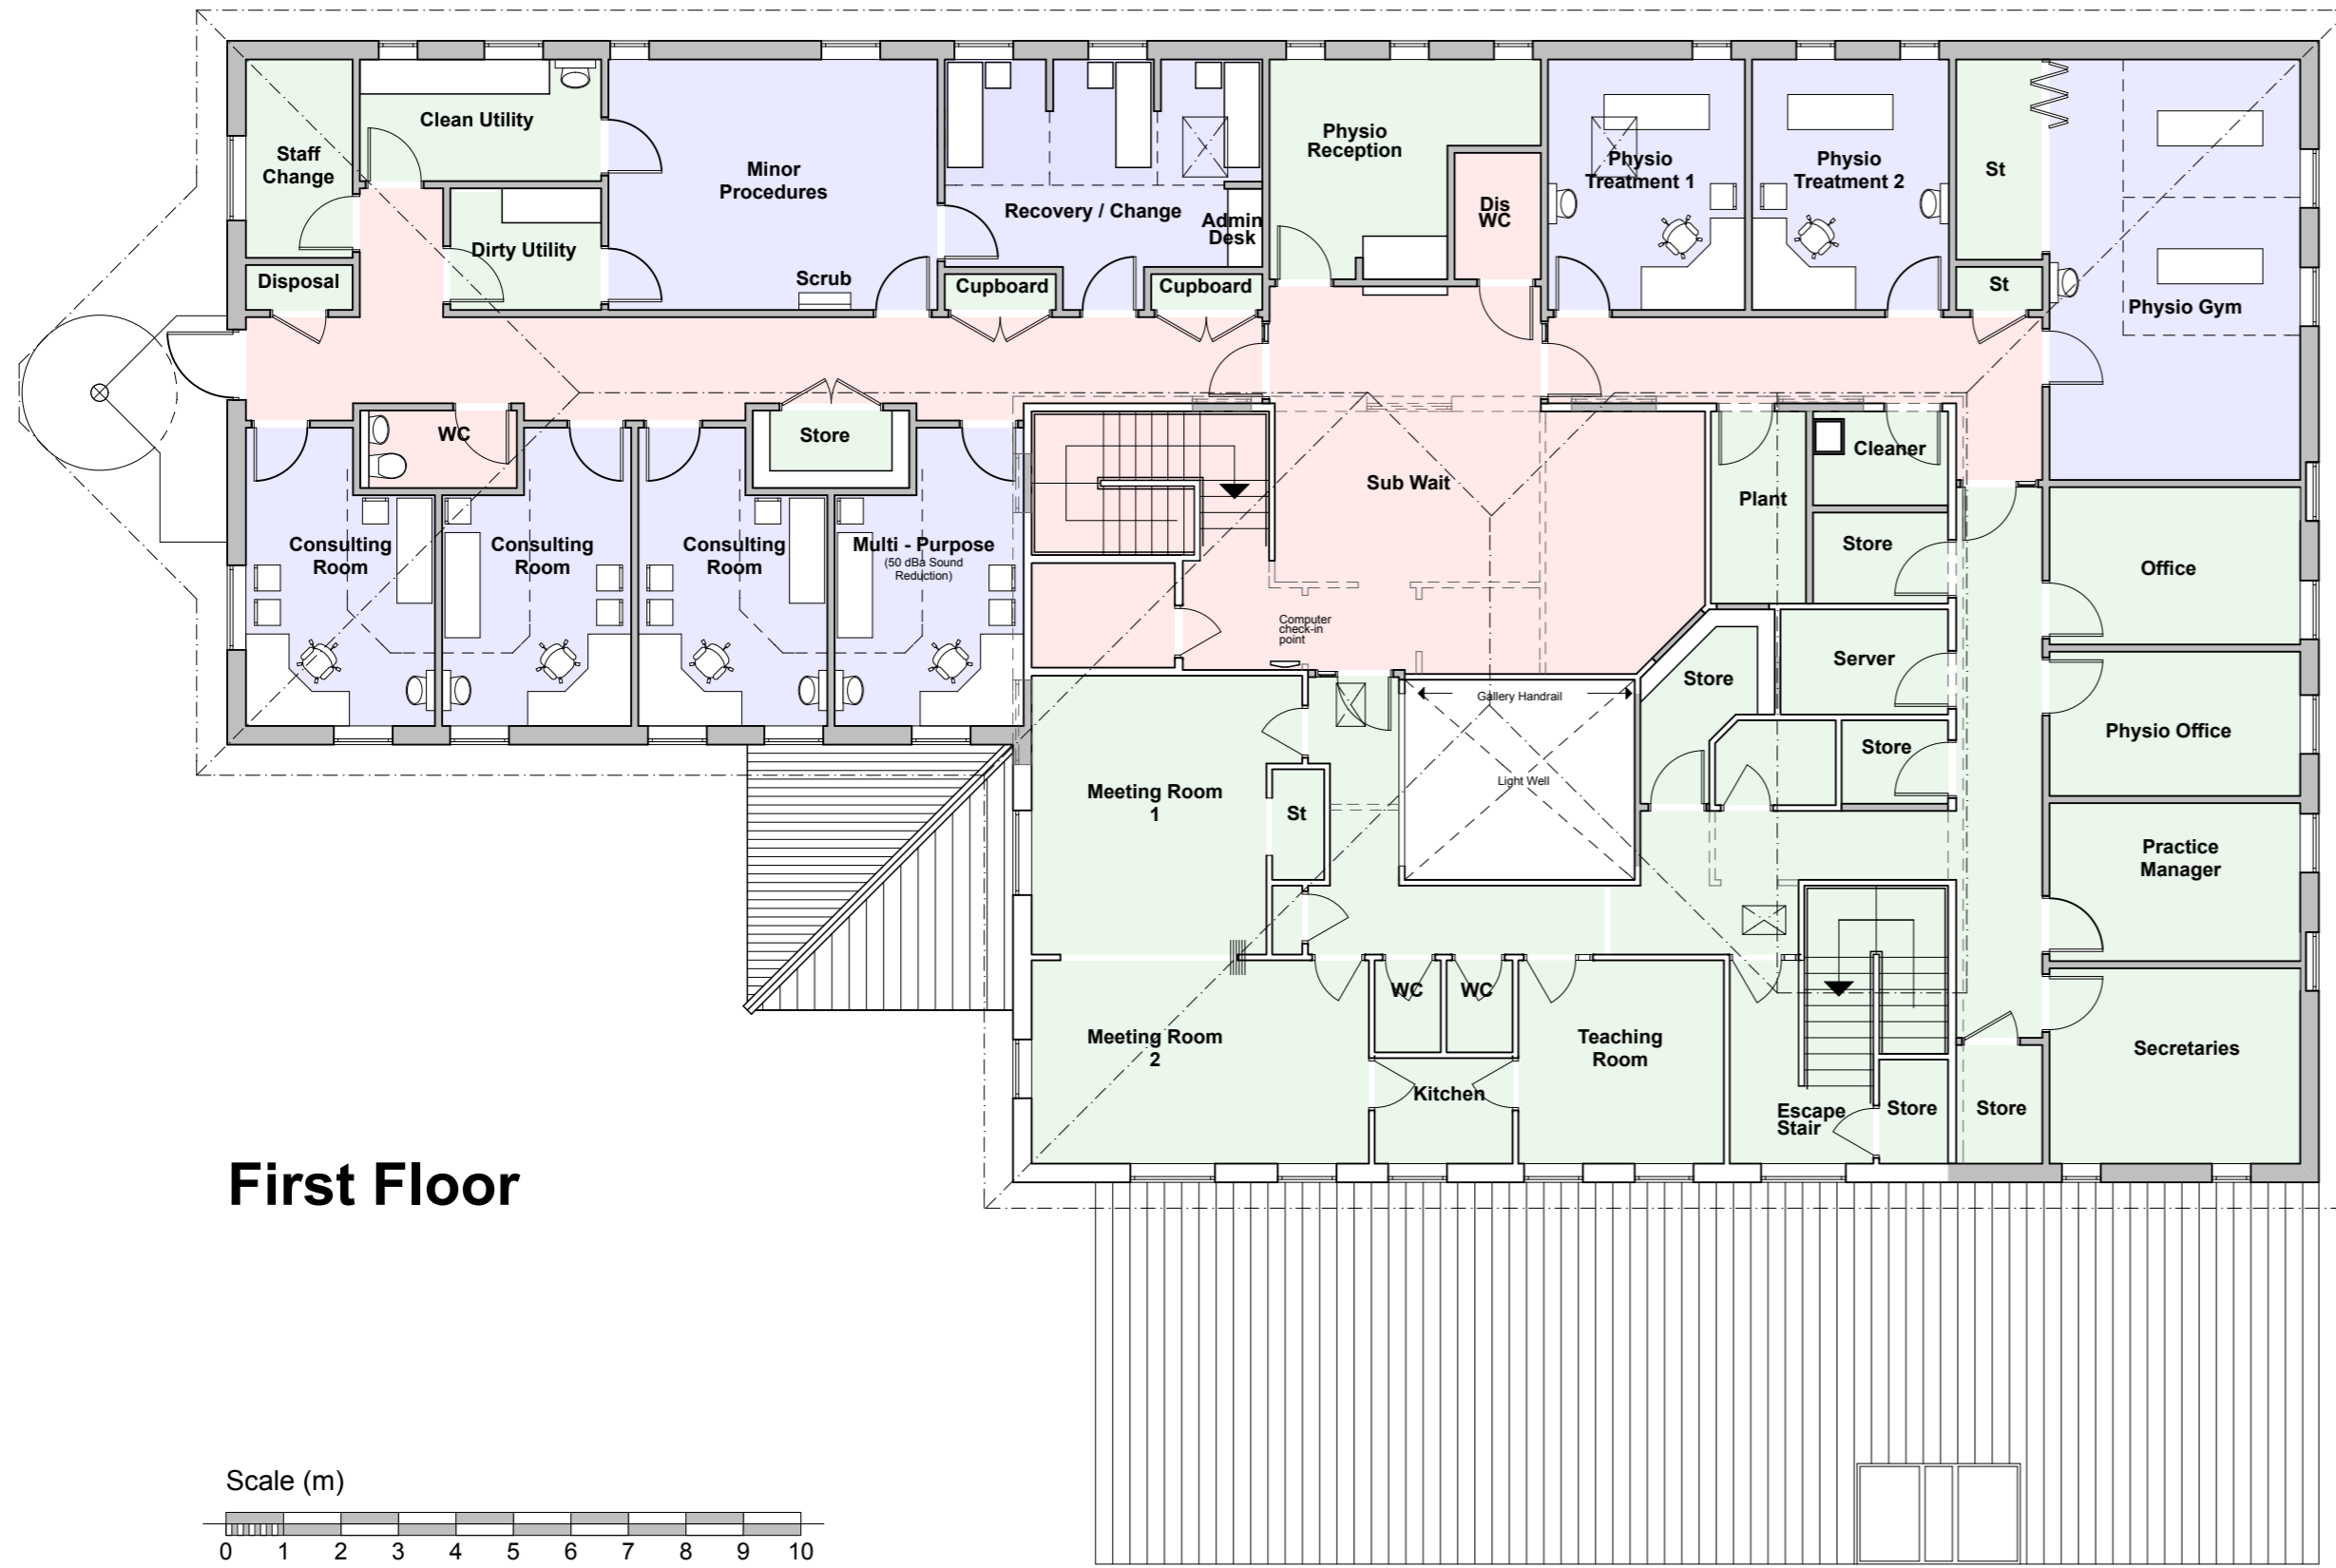 Staff
Change
Clean Utility
Minor
Procedures
Dirty Utility
Disposal
Scrub
Recovery / Change
Admin
Desk
Cupboard
Cupboard
Physio
Reception
Dis
WC
Physio
Treatment 1
Physio
Treatment 2
St
St
Physio Gym
WC
Store
Consulting
Room
Consulting
Room
Consulting
Room
Multi - Purpose
(50 dBa Sound
Reduction)
Sub Wait
Computer
check-in
point
Plant
Cleaner
Store
Office
Server
Store
Store
Physio Office
Gallery Handrail
Light Well
Meeting Room
1
St
Practice
Manager
WC
WC
Meeting Room
2
Kitchen
Teaching
Room
Escape
Stair
Store
Store
Secretaries
First Floor
Scale (m)
0 1 2 3 4 5 6 7 8 9 10